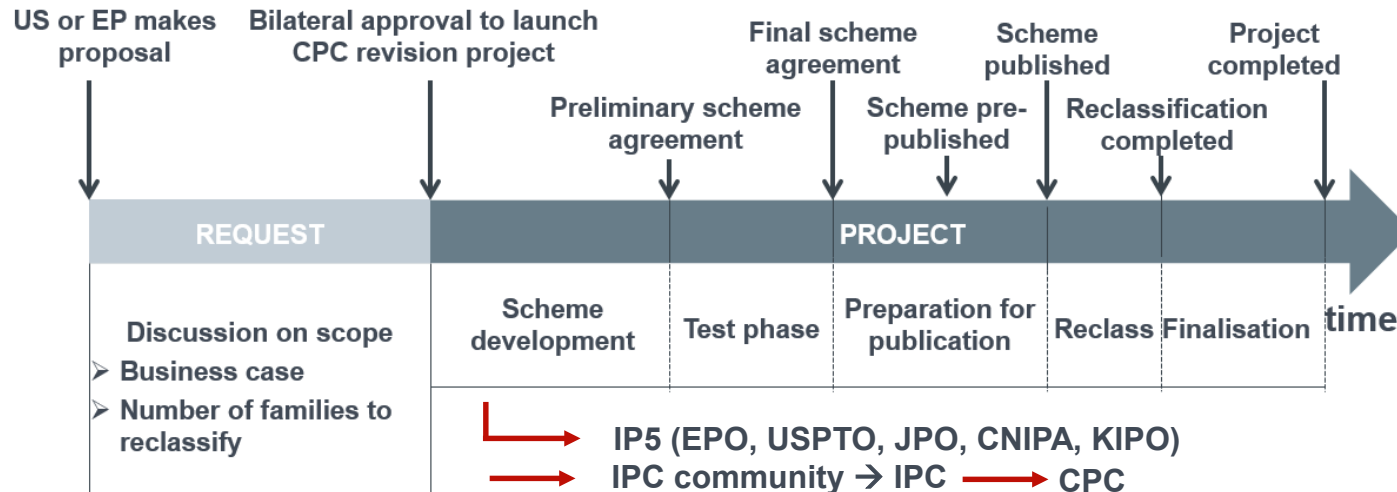 US or EP makes
proposal
Bilateral approval to launch
CPC revision project
Preliminary scheme
agreement
Final scheme
agreement
Scheme pre-
published
Scheme
published
Reclassification
completed
Project
completed
REQUEST
PROJECT
time
Discussion on scope
➢ Business case
➢ Number of families to
reclassify
Scheme
development
Test phase
Preparation for
publication
Reclass
Finalisation
IP5 (EPO, USPTO, JPO, CNIPA, KIPO)
IPC community → IPC → CPC